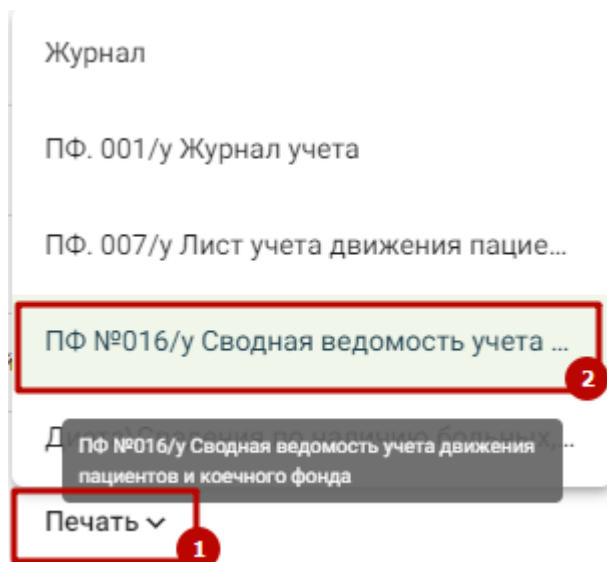 Журнал
ПФ. 001/у Журнал учета
ПФ. 007/у Лист учета движения пацие...
ПФ №016/у Сводная ведомость учета ...
2
ПФ №016/у Сводная ведомость учета движения
пациентов и коечного фонда
Печать
1